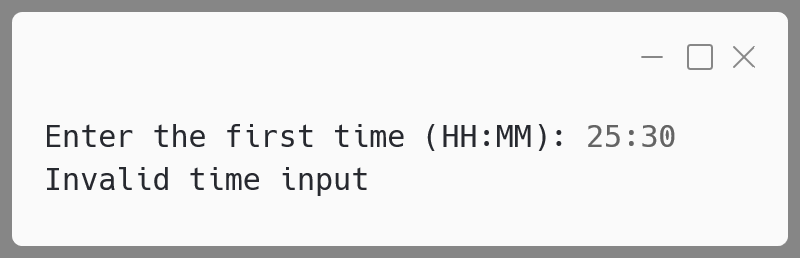 Enter the first time (HH:MM): 25:30
Invalid time input